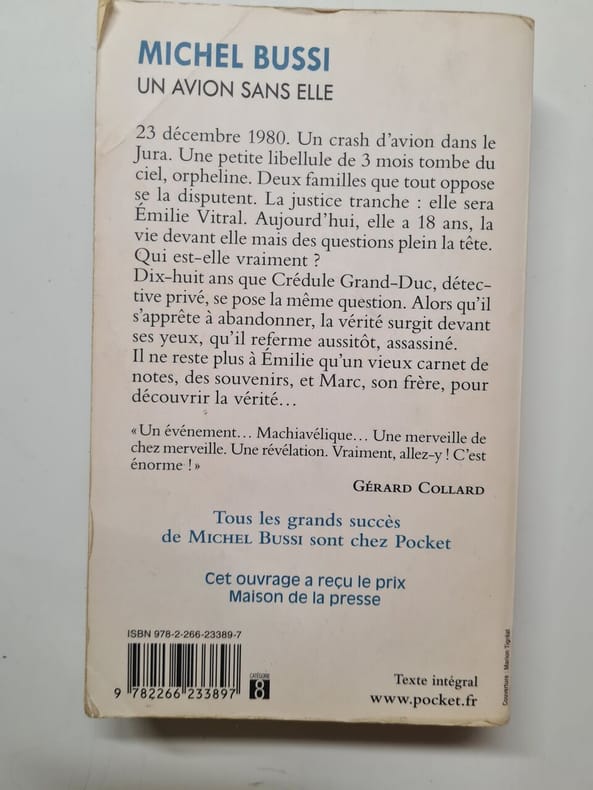 MICHEL BUSSI
UN AVION SANS ELLE
23 décembre 1980. Un crash d'avion dans le
Jura. Une petite libellule de 3 mois tombe du
ciel, orpheline. Deux familles que tout oppose
se la disputent. La justice tranche : elle sera
Émilie Vitral. Aujourd'hui, elle a 18 ans, la
vie devant elle mais des questions plein la tête.
Qui est-elle vraiment ?
Dix-huit ans que Crédule Grand-Duc, détec-
tive privé, se pose la même question. Alors qu'il
s'apprête à abandonner, la vérité surgit devant
ses yeux, qu'il referme aussitôt, assassiné.
Il ne reste plus à Émilie qu'un vieux carnet de
notes, des souvenirs, et Marc, son frère, pour
découvrir la vérité…
« Un événement… Machiavélique… Une merveille de
chez merveille. Une révélation. Vraiment, allez-y ! C'est
énorme ! »
GÉRARD COLLARD
Tous les grands succès
de MICHEL BUSSI sont chez Pocket
Cet ouvrage a reçu le prix
Maison de la presse
ISBN 978-2-266-23389-7
9 782266 233897
CATÉGORIE
8
Texte intégral
www.pocket.fr
Couverture : Marion Tigréat